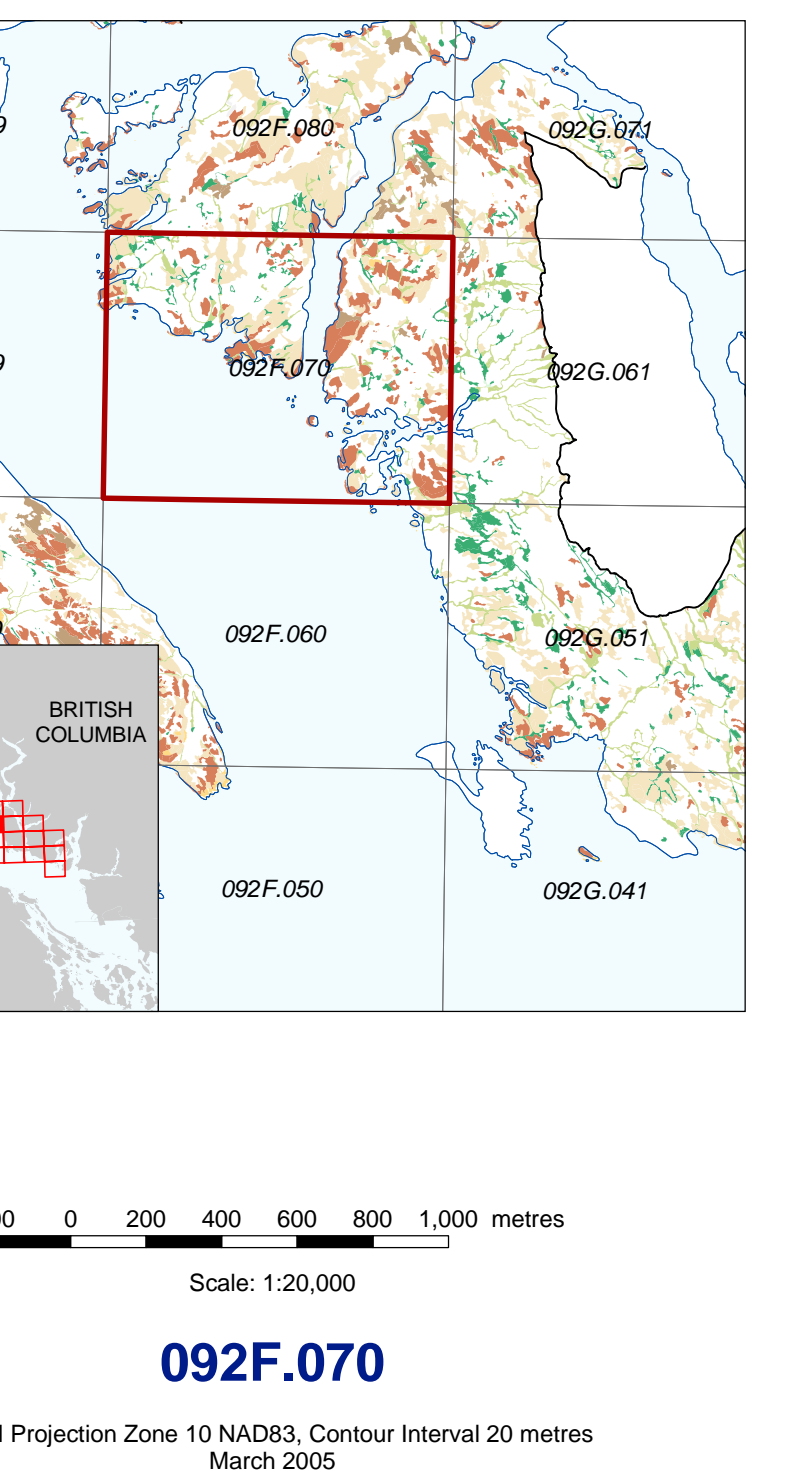 9
092F.080
092G.071
9
092F.070
092G.061
092F.060
092G.051
BRITISH
COLUMBIA
092F.050
092G.041
0 200 400 600 800 1,000 metres
Scale: 1:20,000
092F.070
Projection Zone 10 NAD83, Contour Interval 20 metres
March 2005